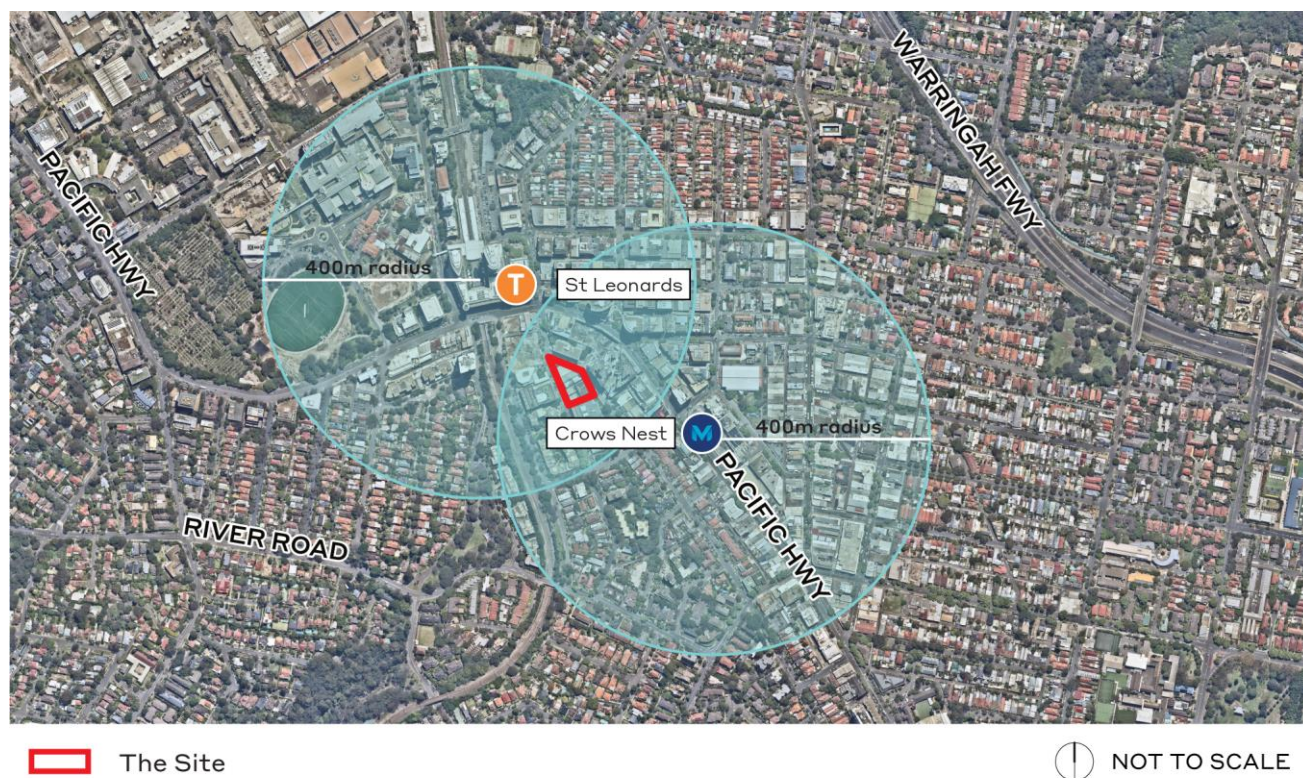 WARRINGAH FWY
PACIFIC HWY
400m radius
T
St Leonards
Crows Nest
M
400m radius
PACIFIC HWY
RIVER ROAD
The Site
NOT TO SCALE